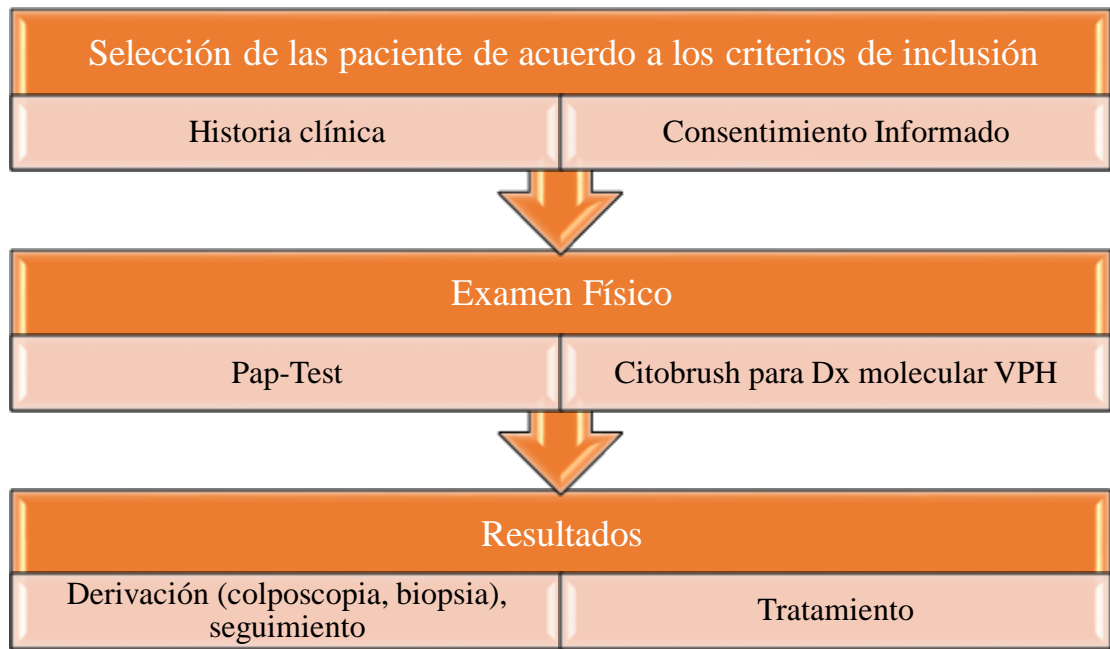 Selección de las paciente de acuerdo a los criterios de inclusión
Historia clínica
Consentimiento Informado
Examen Físico
Pap-Test
Citobrush para Dx molecular VPH
Resultados
Derivación (colposcopia, biopsia),
seguimiento
Tratamiento